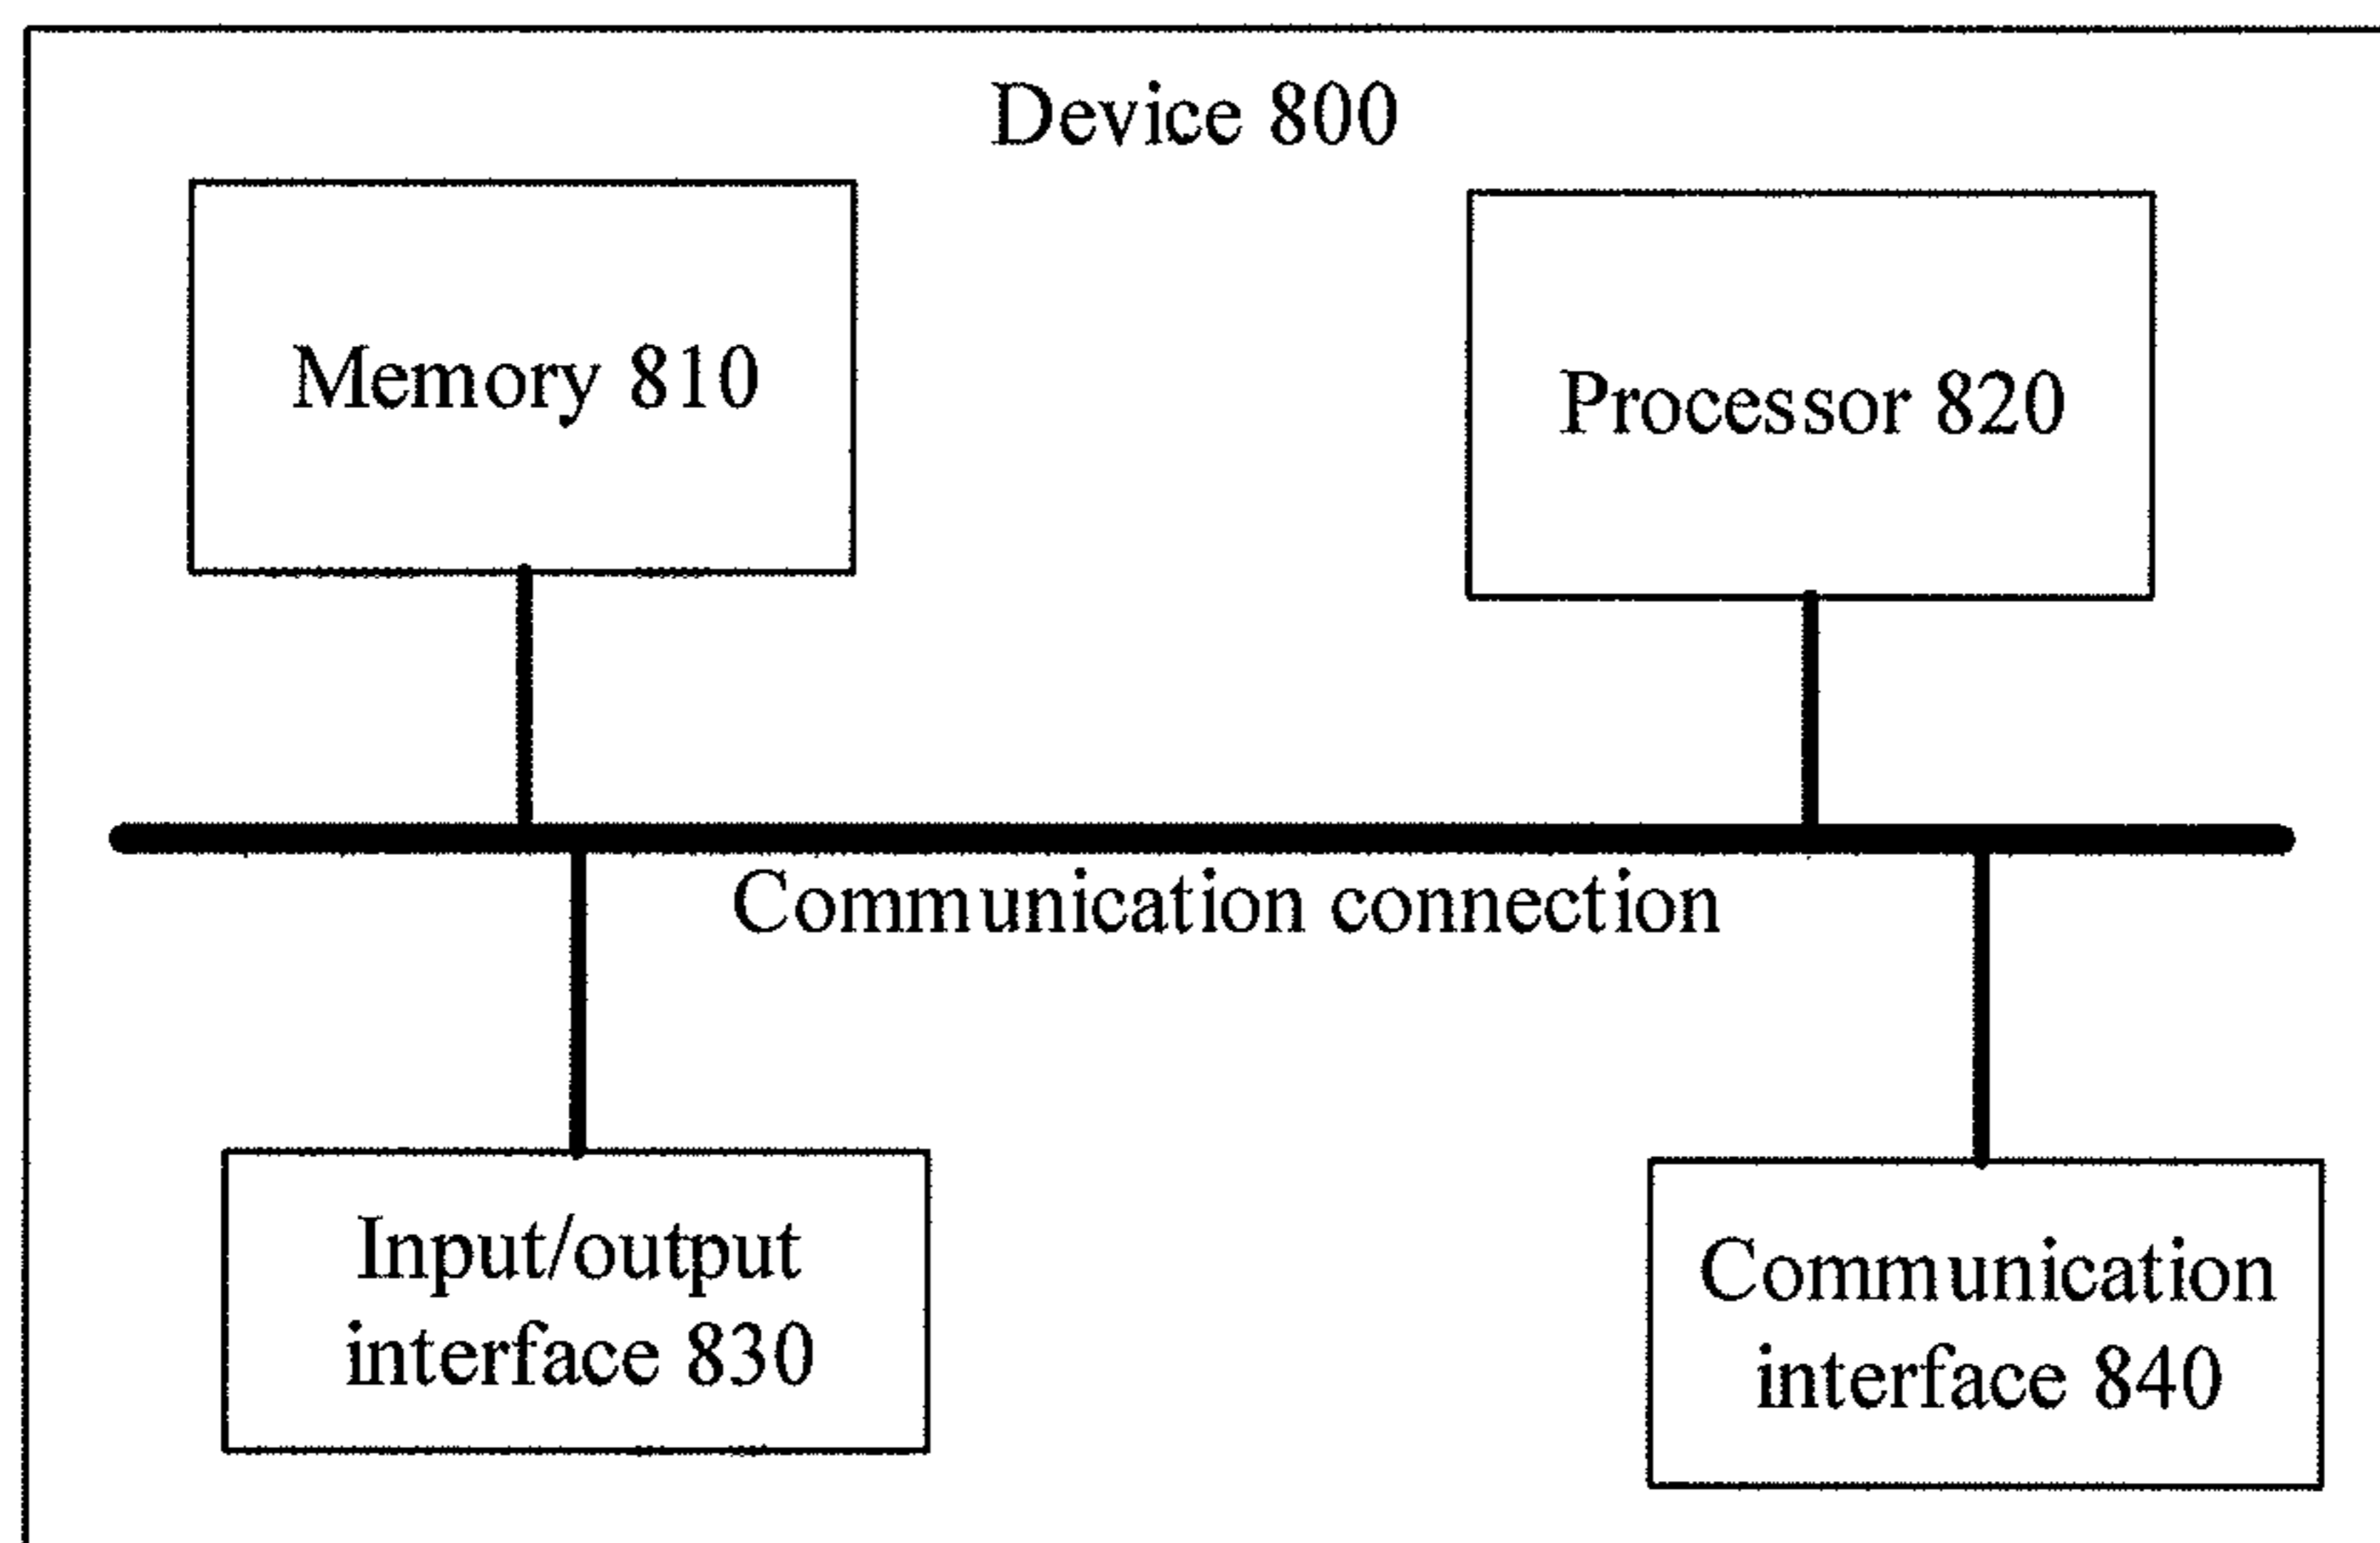 Device 800
Memory 810
Processor 820
Communication connection
Input/output
interface 830
Communication
interface 840